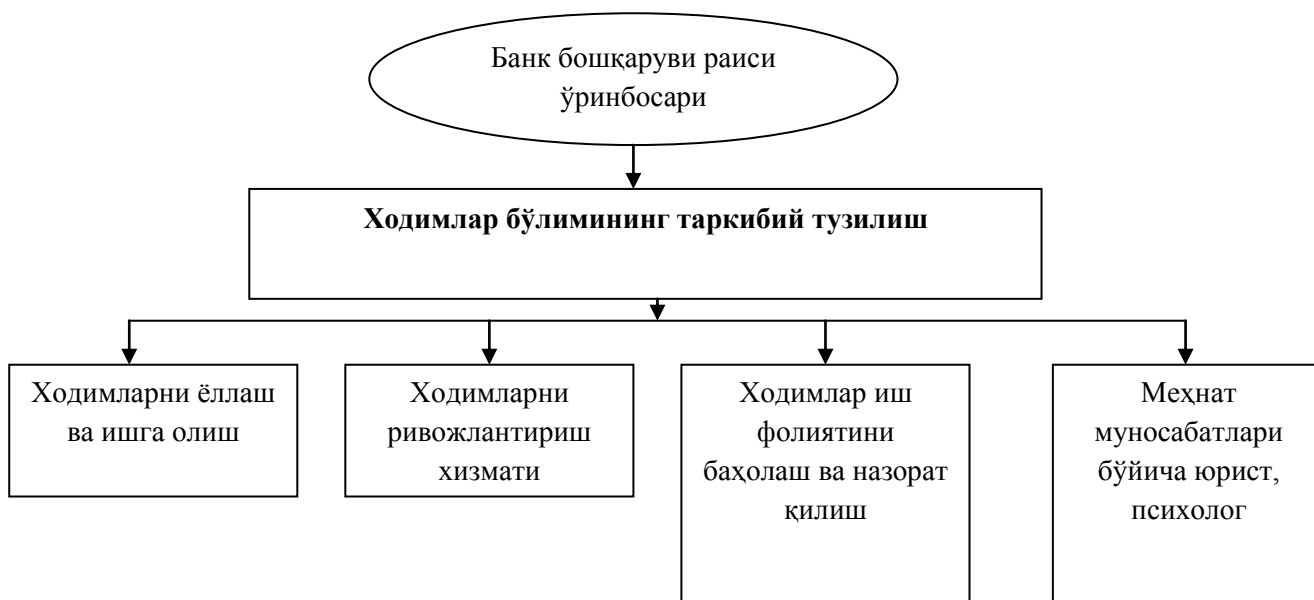 Банк бошқаруви раиси
ўринбосари
Ходимлар бўлимининг таркибий тузилиш
Ходимларни ёллаш
ва ишга олиш
Ходимларни
ривожлантириш
хизмати
Ходимлар иш
фолиятини
баҳолаш ва назорат
қилиш
Меҳнат
муносабатлари
бўйича юрист,
психолог